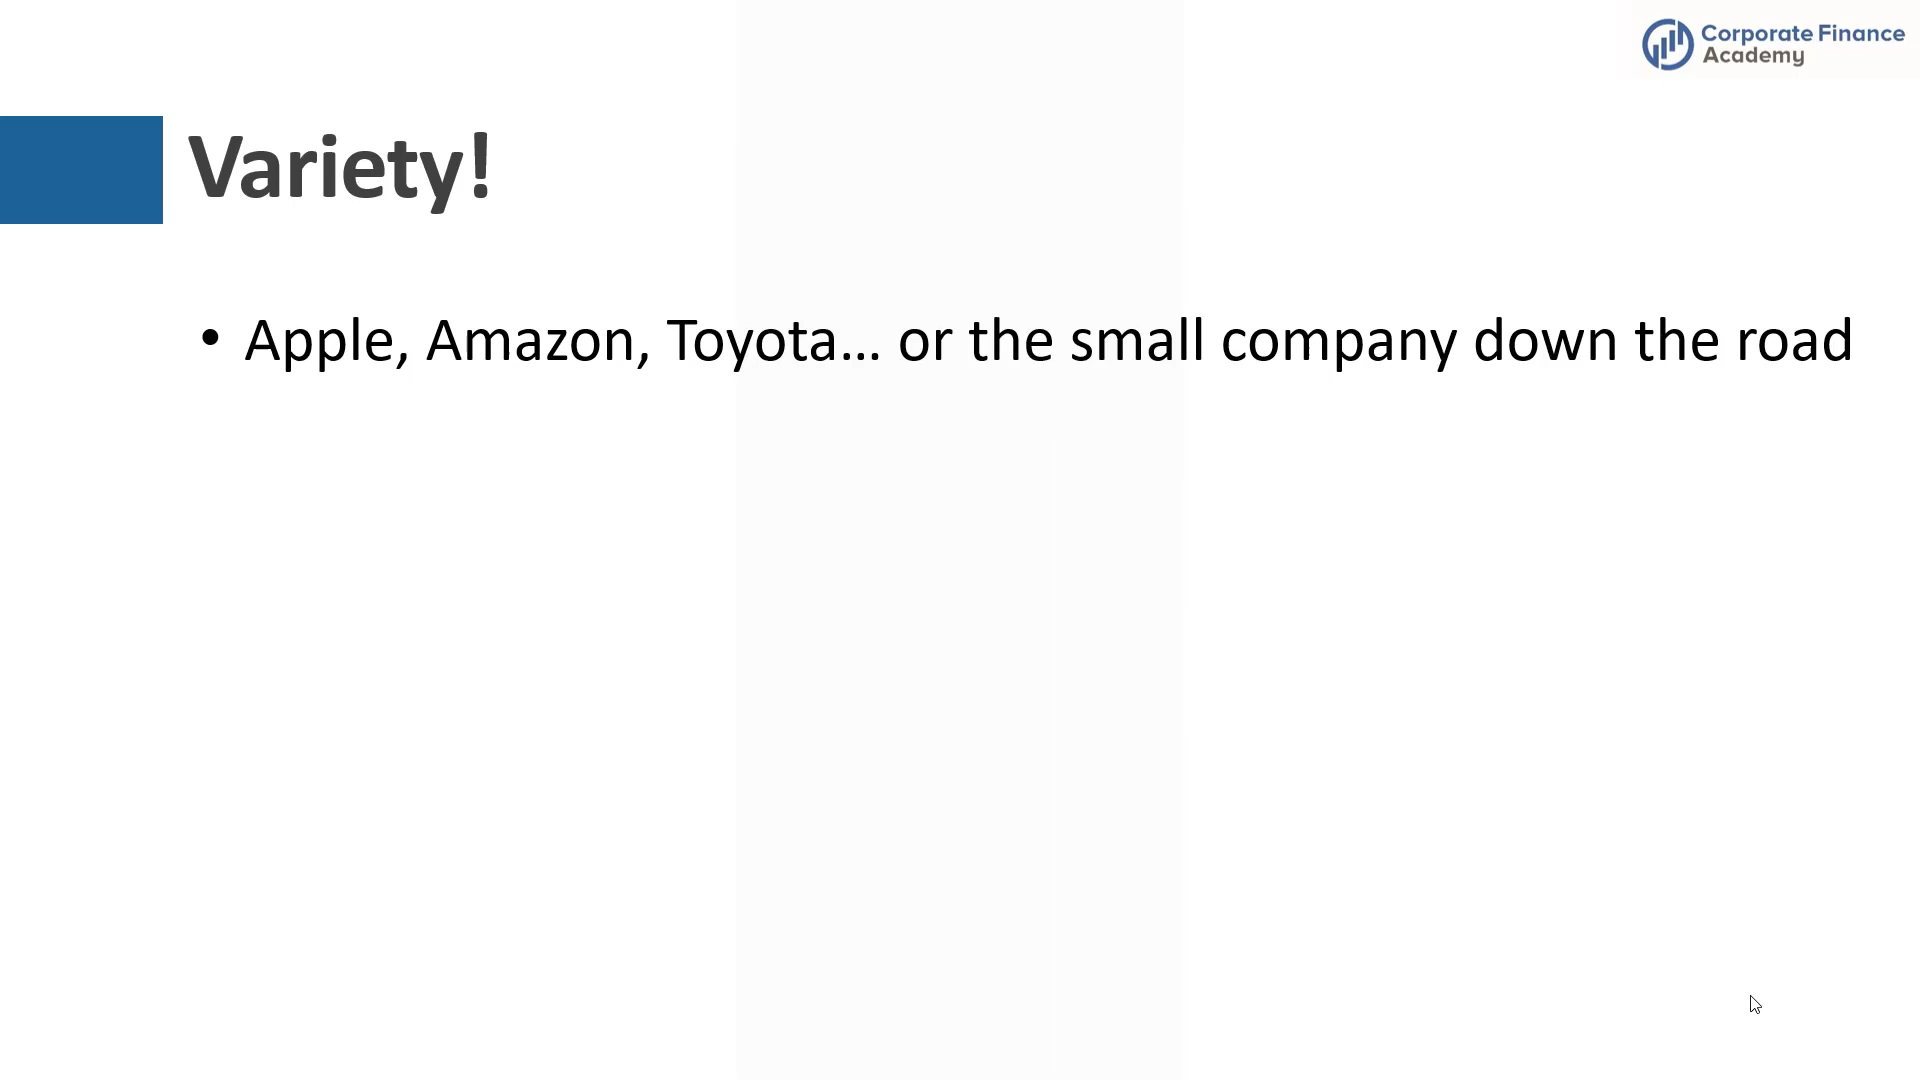 Corporate Finance
Academy
Variety!
• Apple, Amazon, Toyota... or the small company down the road